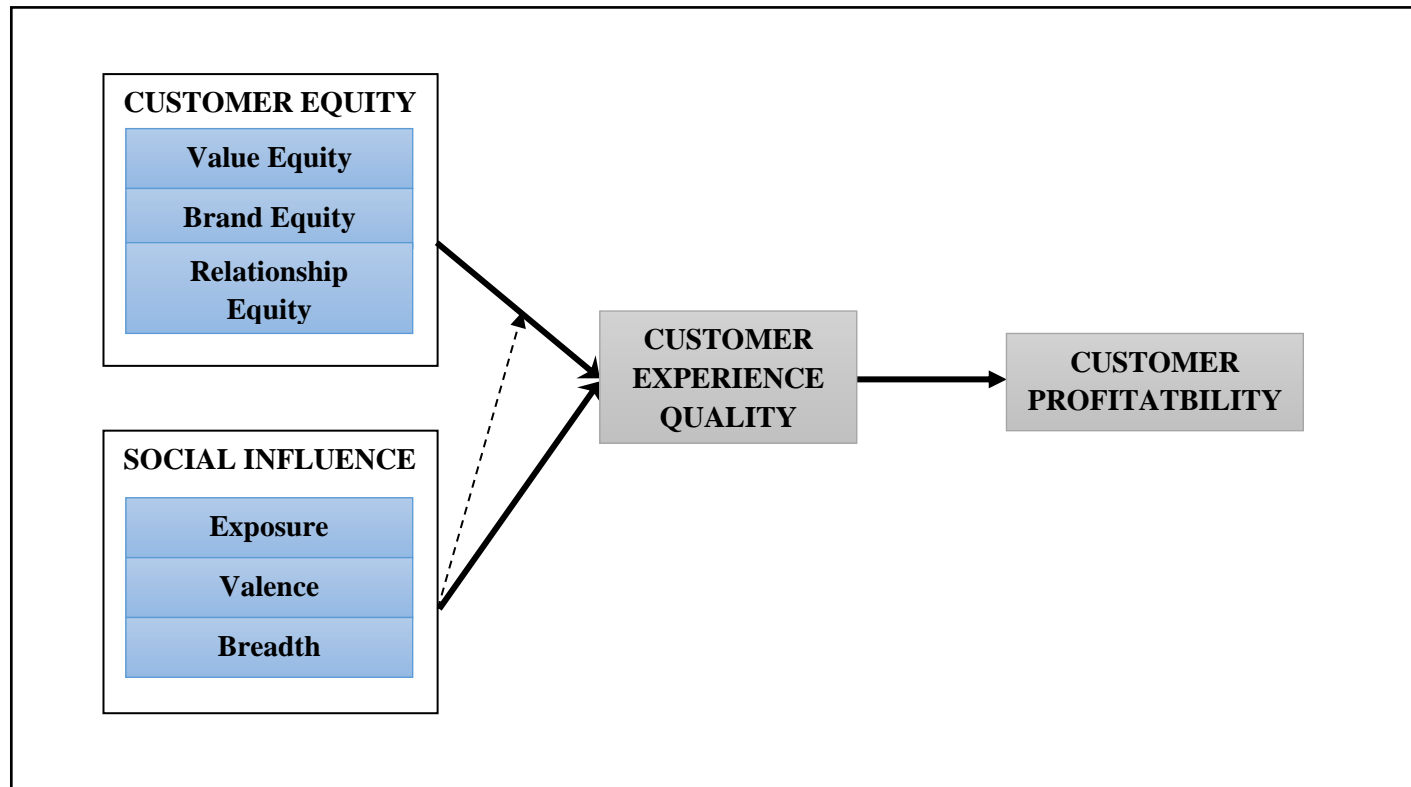 CUSTOMER EQUITY
Value Equity
Brand Equity
Relationship
Equity
SOCIAL INFLUENCE
Exposure
Valence
Breadth
CUSTOMER
EXPERIENCE
QUALITY
CUSTOMER
PROFITATBILITY